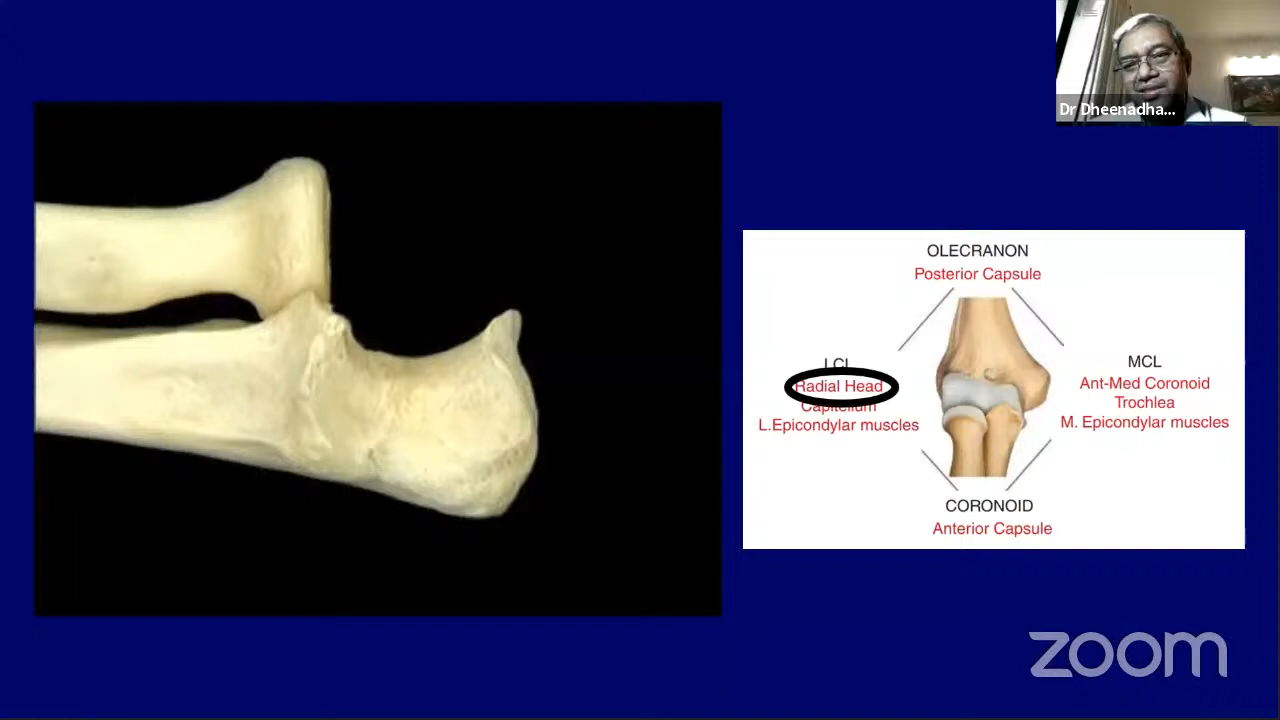 Dr Dheenadha...
OLECRANON
Posterior Capsule
LCL
Radial Head
Capitellum
L.Epicondylar muscles
MCL
Ant-Med Coronoid
Trochlea
M. Epicondylar muscles
CORONOID
Anterior Capsule
zoom